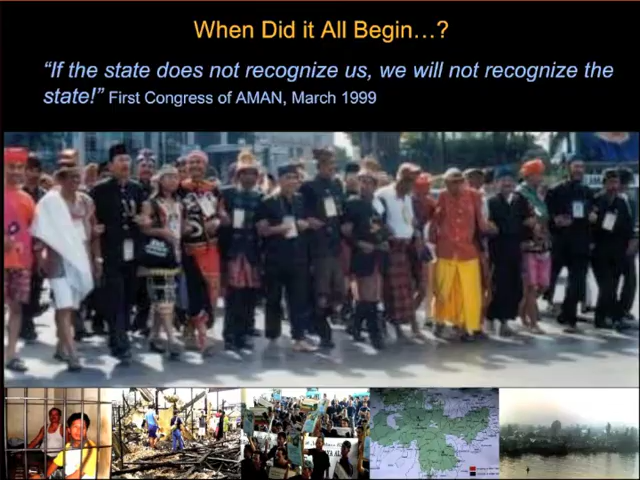 When Did it All Begin…?
“If the state does not recognize us, we will not recognize the
state!” First Congress of AMAN, March 1999